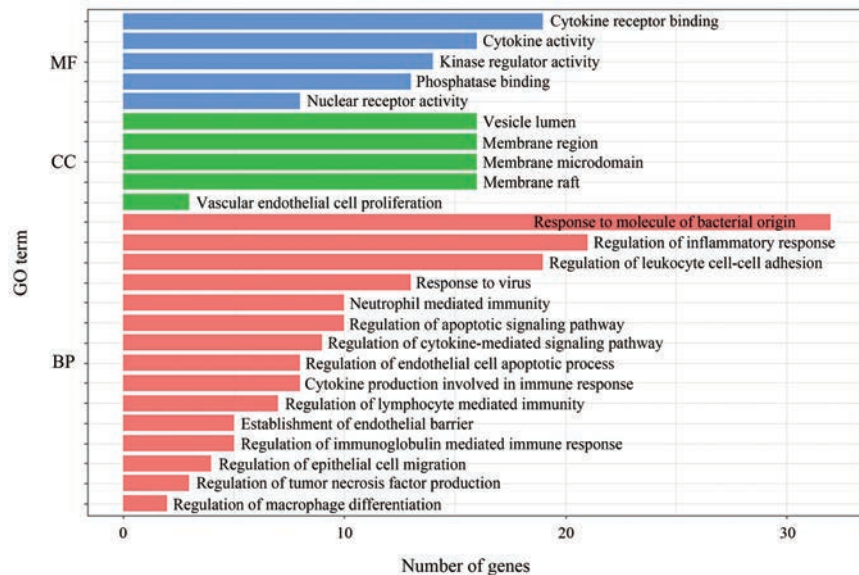 Cytokine receptor binding
Cytokine activity
MF
Kinase regulator activity
Phosphatase binding
Nuclear receptor activity
Vesicle lumen
Membrane region
CC
Membrane microdomain
Membrane raft
Vascular endothelial cell proliferation
Response to molecule of bacterial origin
Regulation of inflammatory response
GO term
Regulation of leukocyte cell-cell adhesion
Response to virus
Neutrophil mediated immunity
Regulation of apoptotic signaling pathway
Regulation of cytokine-mediated signaling pathway
BP
Regulation of endothelial cell apoptotic process
Cytokine production involved in immune response
Regulation of lymphocyte mediated immunity
Establishment of endothelial barrier
Regulation of immunoglobulin mediated immune response
Regulation of epithelial cell migration
Regulation of tumor necrosis factor production
Regulation of macrophage differentiation
0 10 20 30
Number of genes